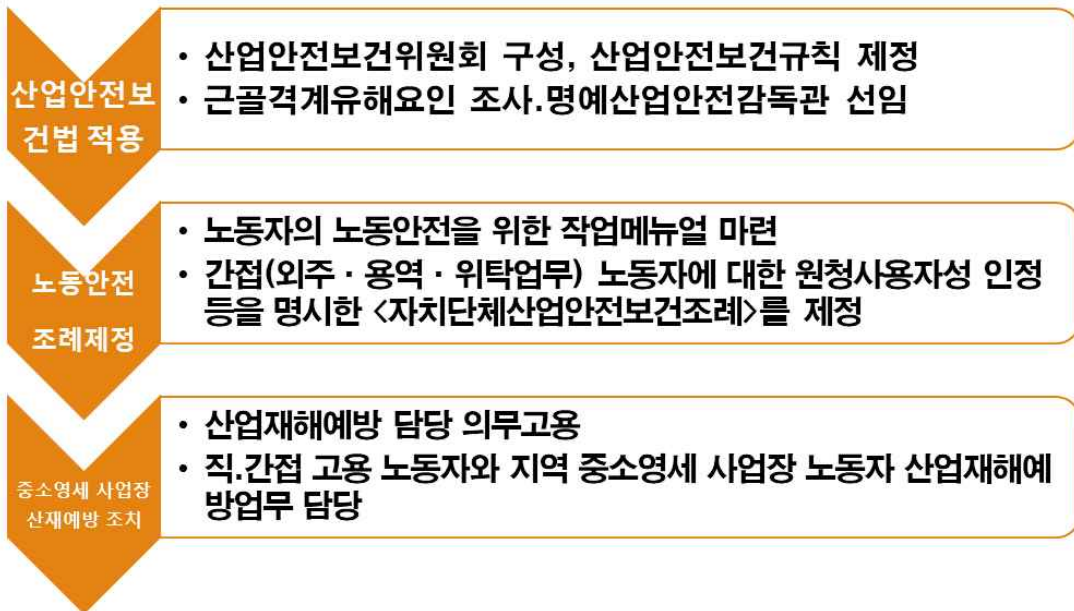 산업안전보
건법 적용
• 산업안전보건위원회 구성, 산업안전보건규칙 제정
• 근골격계유해요인 조사.명예산업안전감독관 선임
노동안전
조례제정
• 노동자의 노동안전을 위한 작업메뉴얼 마련
• 간접(외주 · 용역 · 위탁업무) 노동자에 대한 원청사용자성 인정
등을 명시한 <자치단체산업안전보건조례>를 제정
중소영세 사업장
산재예방 조치
• 산업재해예방 담당 의무고용
• 직.간접 고용 노동자와 지역 중소영세 사업장 노동자 산업재해예
방업무 담당